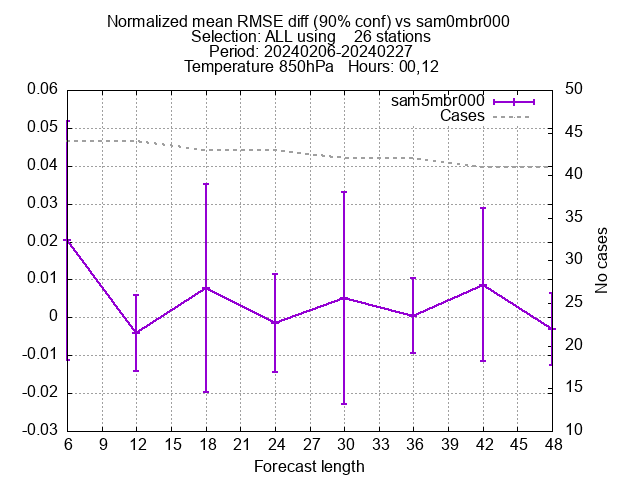 Normalized mean RMSE diff (90% conf) vs sam0mbr000
Selection: ALL using    26 stations
Period: 20240206-20240227
Temperature 850hPa   Hours: 00,12
sam5mbr000
Cases
0.06
0.05
0.04
0.03
0.02
0.01
0
-0.01
-0.02
-0.03
50
45
40
35
30
25
20
15
10
No cases
6 9 12 15 18 21 24 27 30 33 36 39 42 45 48
Forecast length